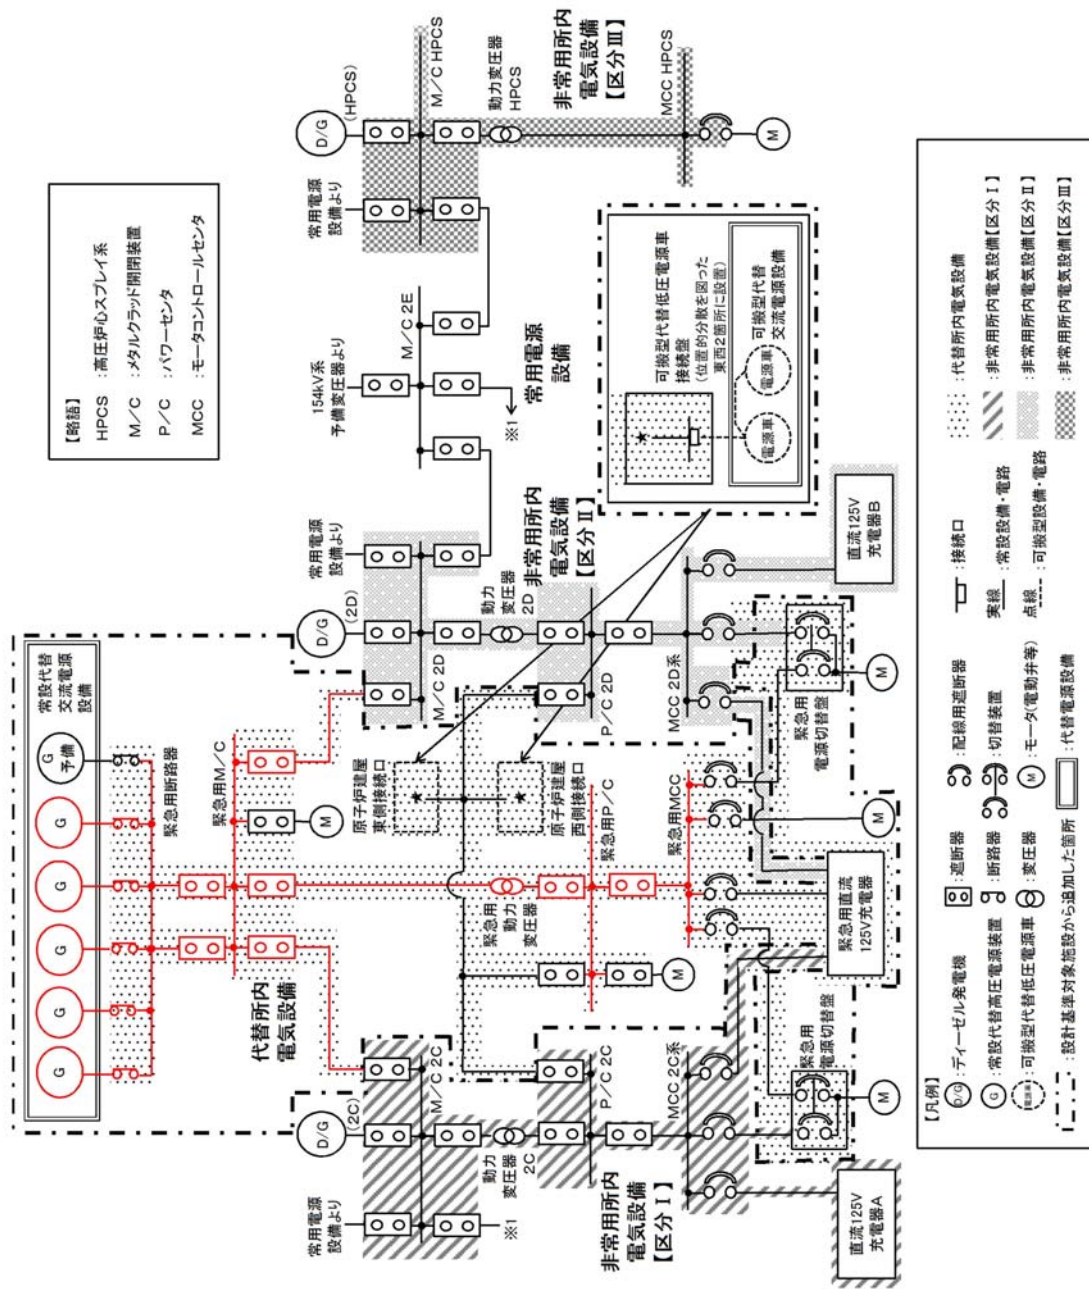 常設代替
交流電源
設備
G
G
G
G
G
G
予備
緊急用断路器
緊急用M/C
代替所内
電気設備
M
【略語】
HPCS :高圧炉心スプレイ系
M/C :メタルクラッド開閉装置
P/C :パワーセンタ
MCC :モータコントロールセンタ
常用電源
設備より
D/G
(2C)
M/C 2C
※1
動力
変圧器
2C
P/C 2C
非常用所内
電気設備
【区分Ⅰ】
MCC 2C系
直流125V
充電器A
緊急用
電源切替盤
M
緊急用
動力
変圧器
緊急用P/C
M
緊急用MCC
M
緊急用直流
125V充電器
原子炉建屋
東側接続口
★
原子炉建屋
西側接続口
★
D/G
(2D)
常用電源
設備より
M/C 2D
動力
変圧器
2D
P/C 2D
非常用所内
電気設備
【区分Ⅱ】
MCC 2D系
緊急用
電源切替盤
M
直流125V
充電器B
154kV系
予備変圧器より
M/C 2E
※1
常用電源
設備
常用電源
設備より
D/G
(HPCS)
M/C HPCS
動力変圧器
HPCS
非常用所内
電気設備
【区分Ⅲ】
MCC HPCS
M
可搬型代替低圧電源車
接続盤
(位置的分散を図った
東西2箇所に設置)
★
可搬型代替
交流電源設備
電源車
電源車
【凡例】
D/G :ディーゼル発電機
G :常設代替高圧電源装置
電源車 :可搬型代替低圧電源車
:設計基準対象施設から追加した箇所
:遮断器
:断路器
:変圧器
:代替電源設備
:配線用遮断器
:切替装置
M :モータ(電動弁等)
:接続口
実線 :常設設備・電路
点線 :可搬型設備・電路
:代替所内電気設備
:非常用所内電気設備【区分Ⅰ】
:非常用所内電気設備【区分Ⅱ】
:非常用所内電気設備【区分Ⅲ】